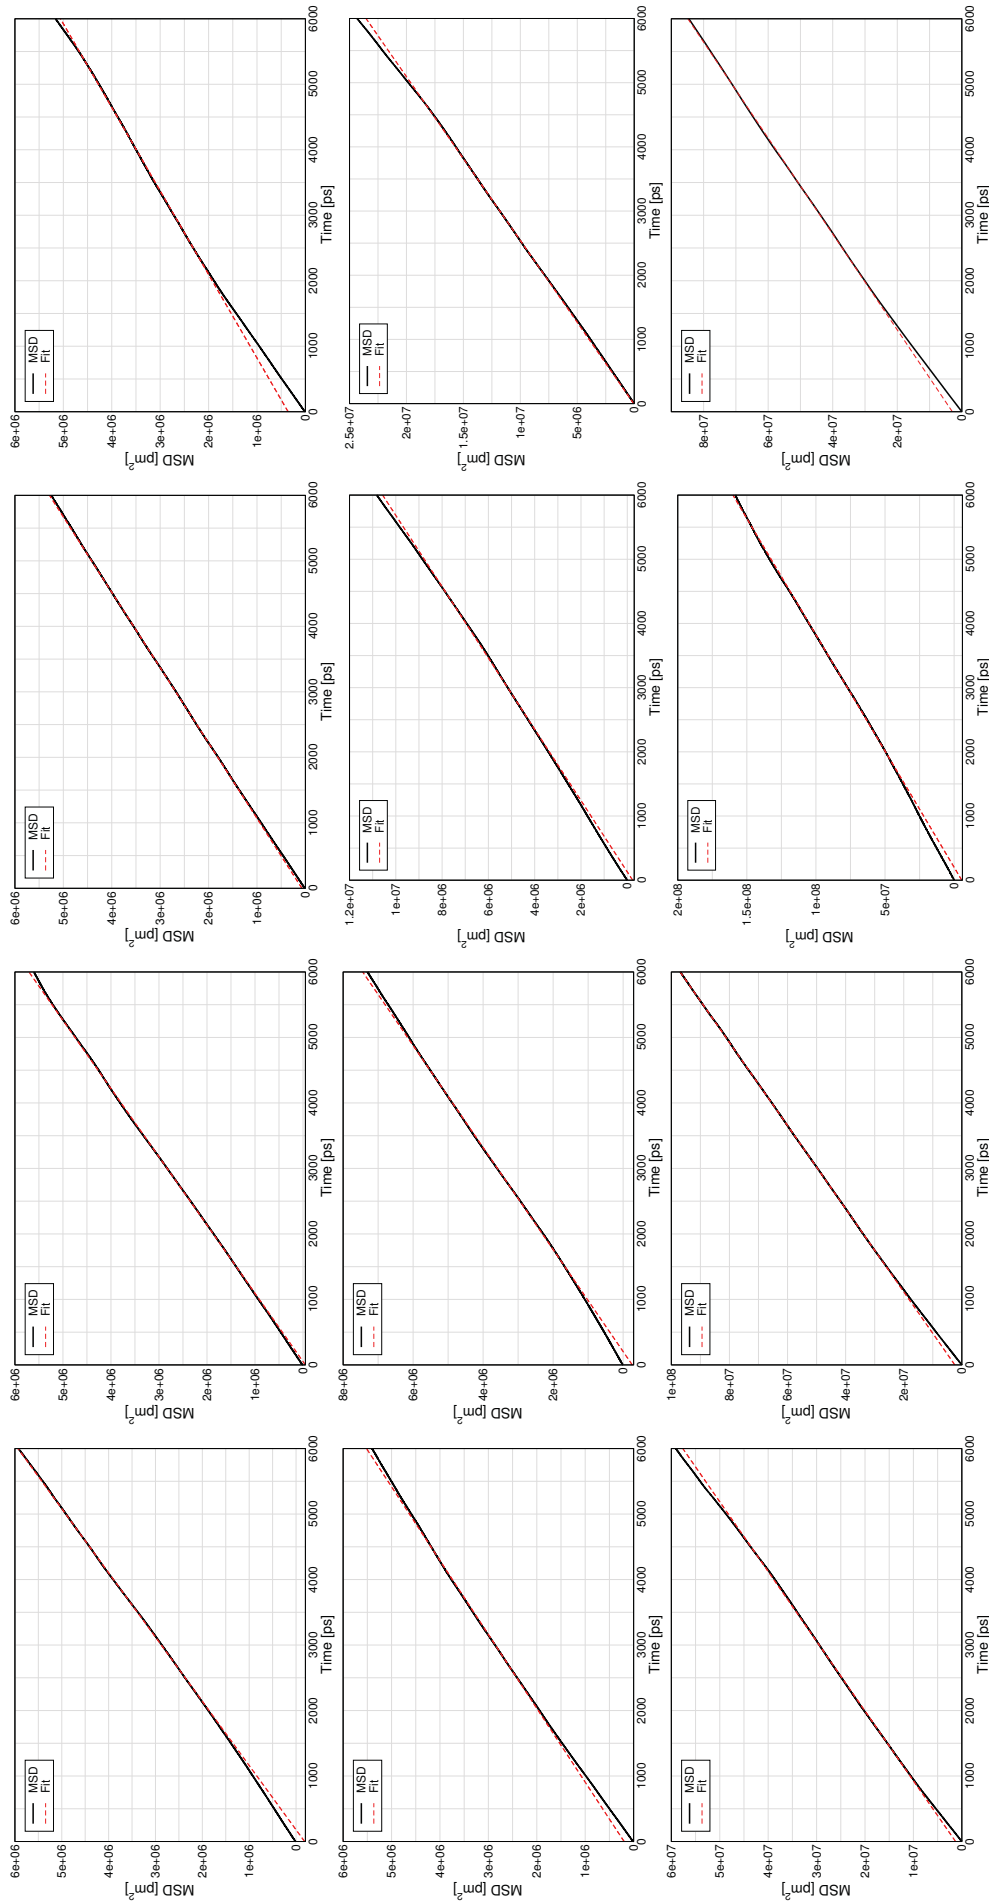 MSD [pm²]
6e+06
5e+06
4e+06
3e+06
2e+06
1e+06
0
MSD
Fit
0 1000 2000 3000 4000 5000 6000
Time [ps]
MSD [pm²]
6e+06
5e+06
4e+06
3e+06
2e+06
1e+06
0
MSD
Fit
0 1000 2000 3000 4000 5000 6000
Time [ps]
MSD [pm²]
6e+06
5e+06
4e+06
3e+06
2e+06
1e+06
0
MSD
Fit
0 1000 2000 3000 4000 5000 6000
Time [ps]
MSD [pm²]
6e+06
5e+06
4e+06
3e+06
2e+06
1e+06
0
MSD
Fit
0 1000 2000 3000 4000 5000 6000
Time [ps]
MSD [pm²]
6e+06
5e+06
4e+06
3e+06
2e+06
1e+06
0
MSD
Fit
0 1000 2000 3000 4000 5000 6000
Time [ps]
MSD [pm²]
8e+06
6e+06
4e+06
2e+06
0
MSD
Fit
0 1000 2000 3000 4000 5000 6000
Time [ps]
MSD [pm²]
1.2e+07
1e+07
8e+06
6e+06
4e+06
2e+06
0
MSD
Fit
0 1000 2000 3000 4000 5000 6000
Time [ps]
MSD [pm²]
2.5e+07
2e+07
1.5e+07
1e+07
5e+06
0
MSD
Fit
0 1000 2000 3000 4000 5000 6000
Time [ps]
MSD [pm²]
6e+07
5e+07
4e+07
3e+07
2e+07
1e+07
0
MSD
Fit
0 1000 2000 3000 4000 5000 6000
Time [ps]
MSD [pm²]
1e+08
8e+07
6e+07
4e+07
2e+07
0
MSD
Fit
0 1000 2000 3000 4000 5000 6000
Time [ps]
MSD [pm²]
2e+08
1.5e+08
1e+08
5e+07
0
MSD
Fit
0 1000 2000 3000 4000 5000 6000
Time [ps]
MSD [pm²]
8e+07
6e+07
4e+07
2e+07
0
MSD
Fit
0 1000 2000 3000 4000 5000 6000
Time [ps]